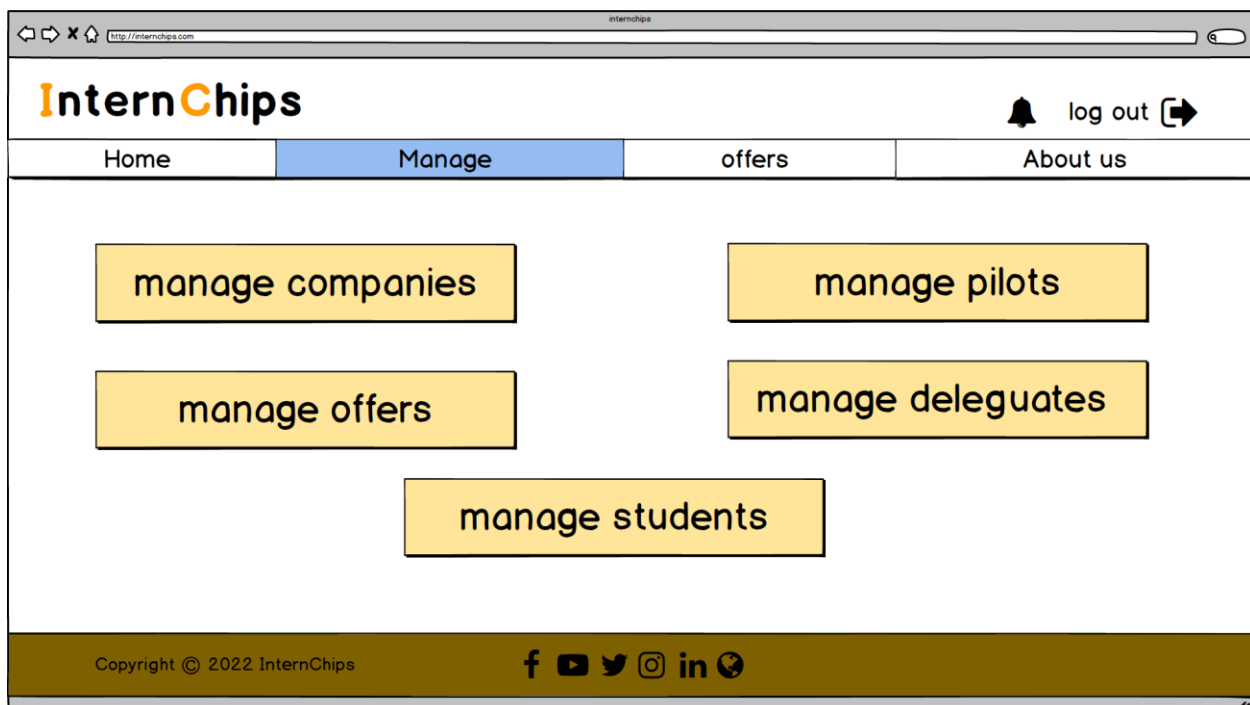 internchips
http://internchips.com
InternChips
log out
Home Manage offers About us
manage companies
manage pilots
manage offers
manage deleguates
manage students
Copyright © 2022 InternChips